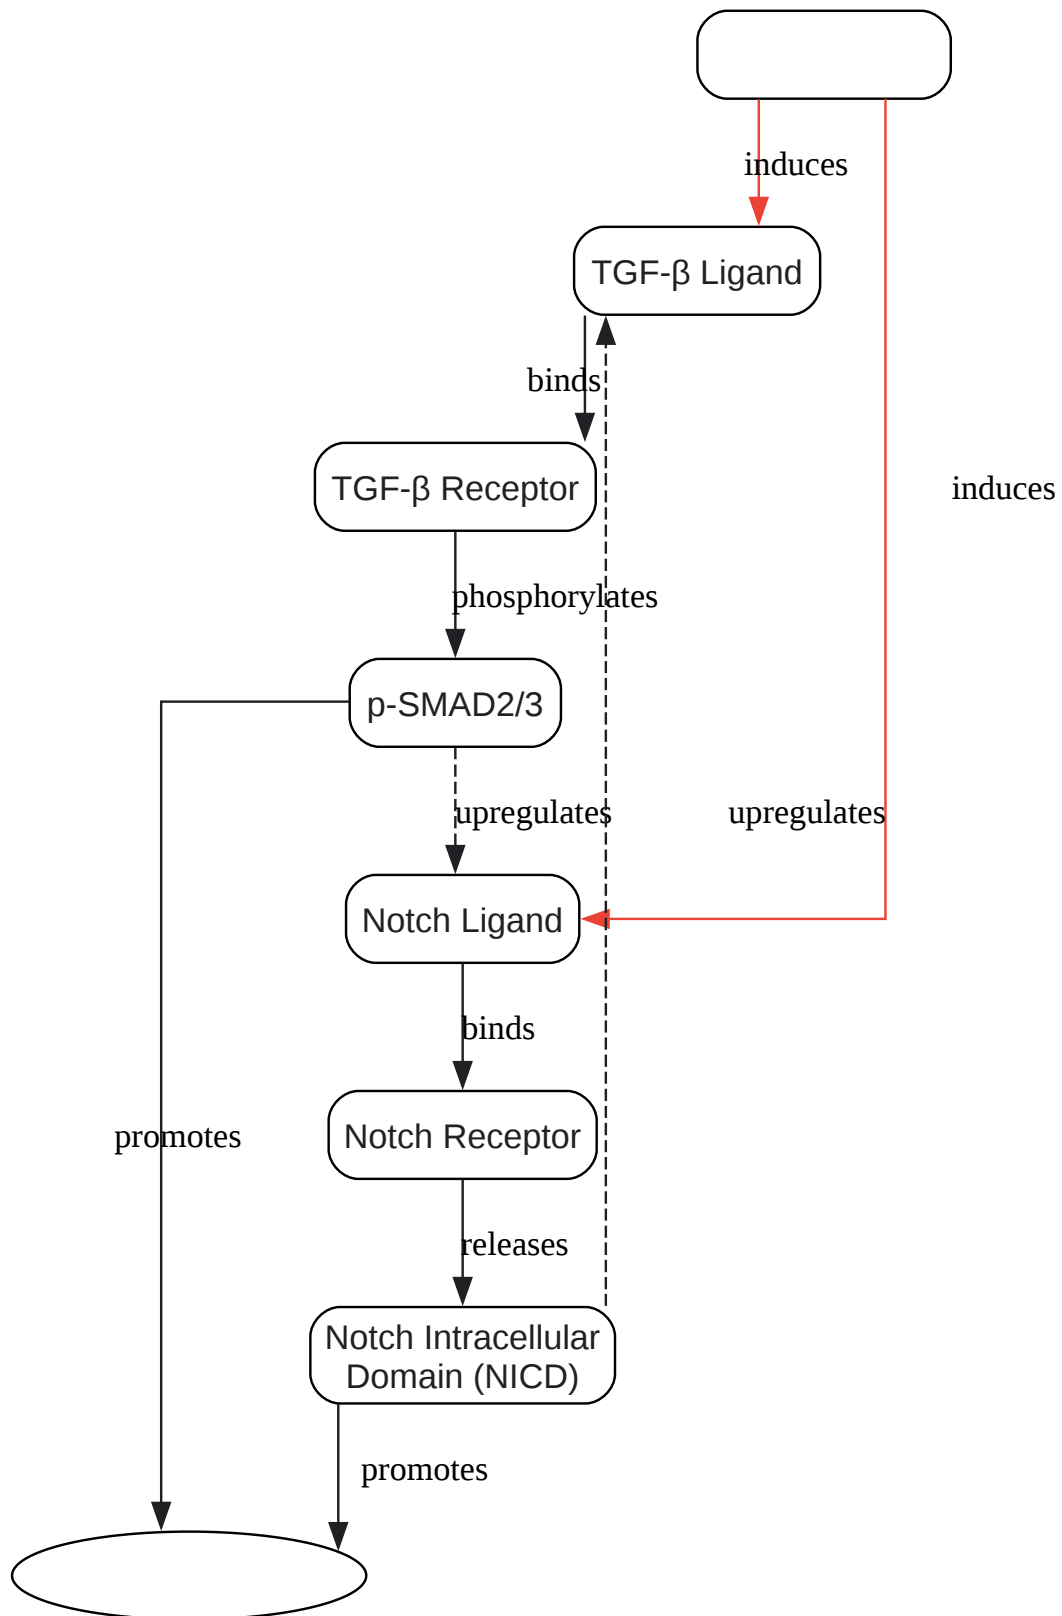 induces
TGF-β Ligand
binds
TGF-β Receptor
induces
phosphorylates
p-SMAD2/3
upregulates
upregulates
Notch Ligand
binds
Notch Receptor
promotes
releases
Notch Intracellular
Domain (NICD)
promotes